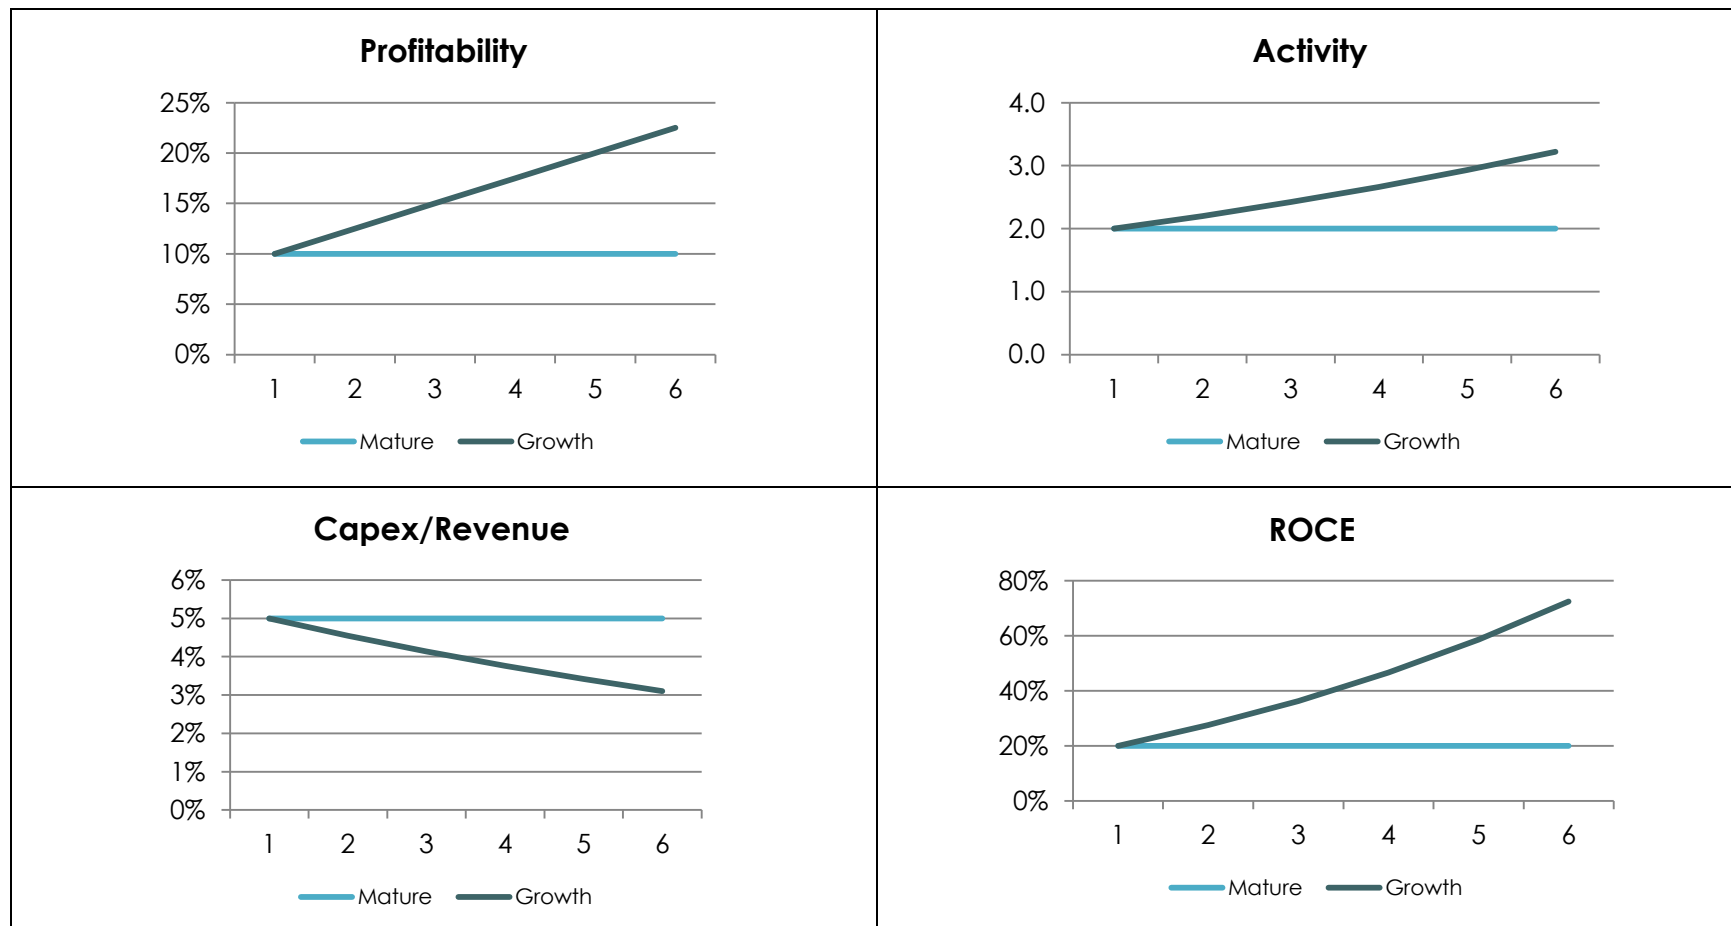 Profitability
25%
20%
15%
10%
5%
0%
1 2 3 4 5 6
Mature Growth
Activity
4.0
3.0
2.0
1.0
0.0
1 2 3 4 5 6
Mature Growth
Capex/Revenue
6%
5%
4%
3%
2%
1%
0%
1 2 3 4 5 6
Mature Growth
ROCE
80%
60%
40%
20%
0%
1 2 3 4 5 6
Mature Growth